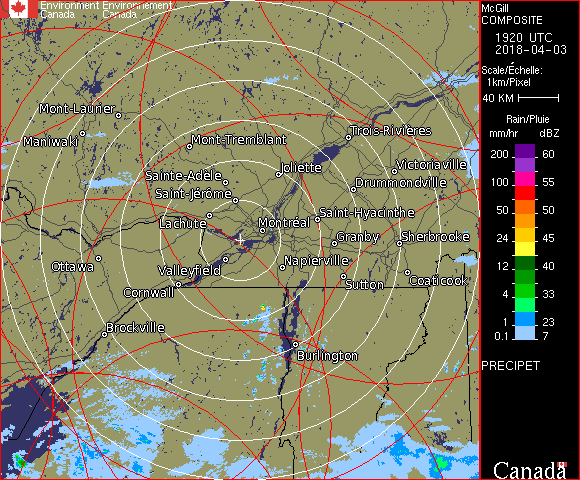 Environment Environnement
Canada Canada
McGill
COMPOSITE
1920 UTC
2018-04-03
Scale/Échelle:
1km/Pixel
40 KM
Rain/Pluie
mm/hr dBZ
200 60
100 55
50 50
24 45
12 40
4 33
1 23
0.1 7
PRECIPET
Mont-Laurier
Maniwaki
Mont-Tremblant
Trois-Rivières
Sainte-Adèle
Joliette
Victoriaville
Saint-Jérôme
Drummondville
Lachute
Montréal
Saint-Hyacinthe
Granby
Sherbrooke
Ottawa
Valleyfield
Napierville
Cornwall
Sutton
Coaticook
Brockville
Burlington
Canada